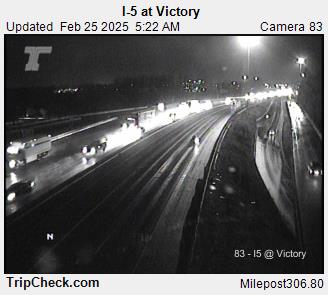 I-5 at Victory
Updated Feb 25 2025 5:22 AM Camera 83
T
N
83 - I5 @ Victory
TripCheck.com Milepost306.80